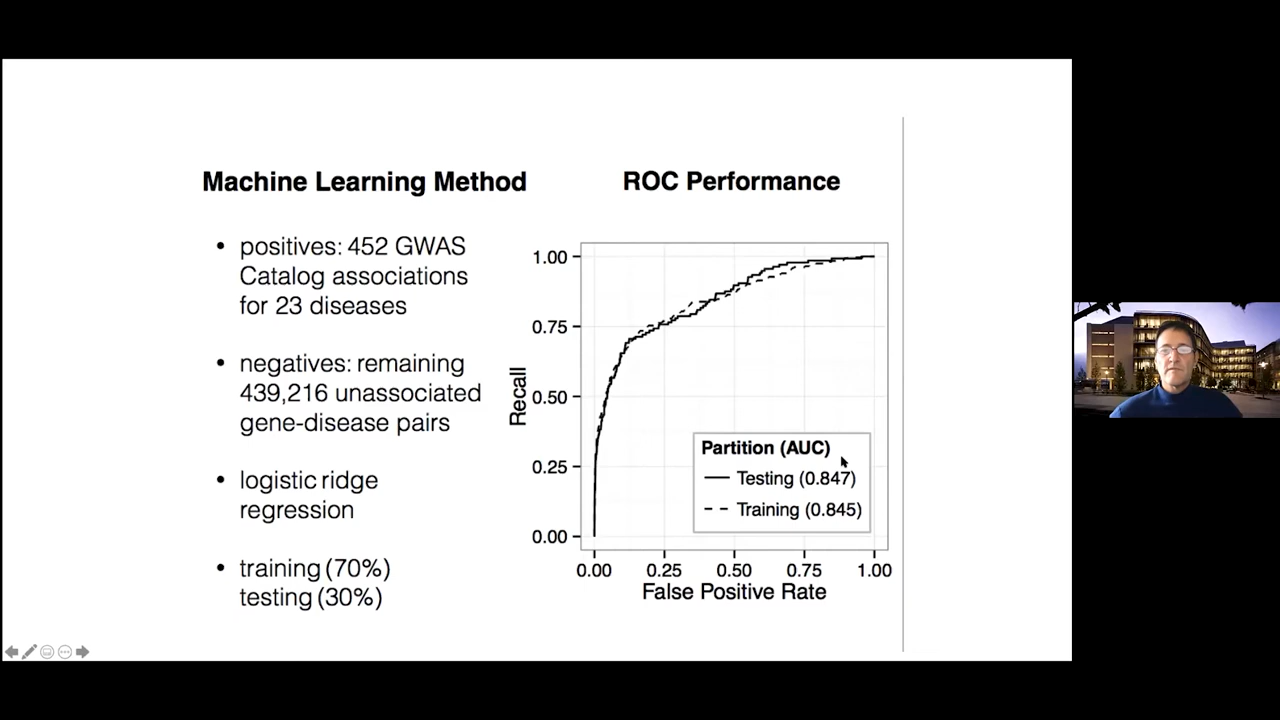 Machine Learning Method
• positives: 452 GWAS
Catalog associations
for 23 diseases
• negatives: remaining
439,216 unassociated
gene-disease pairs
• logistic ridge
regression
• training (70%)
testing (30%)
ROC Performance
1.00
0.75
0.50
0.25
0.00
Recall
Partition (AUC)
Testing (0.847)
Training (0.845)
0.00 0.25 0.50 0.75 1.00
False Positive Rate